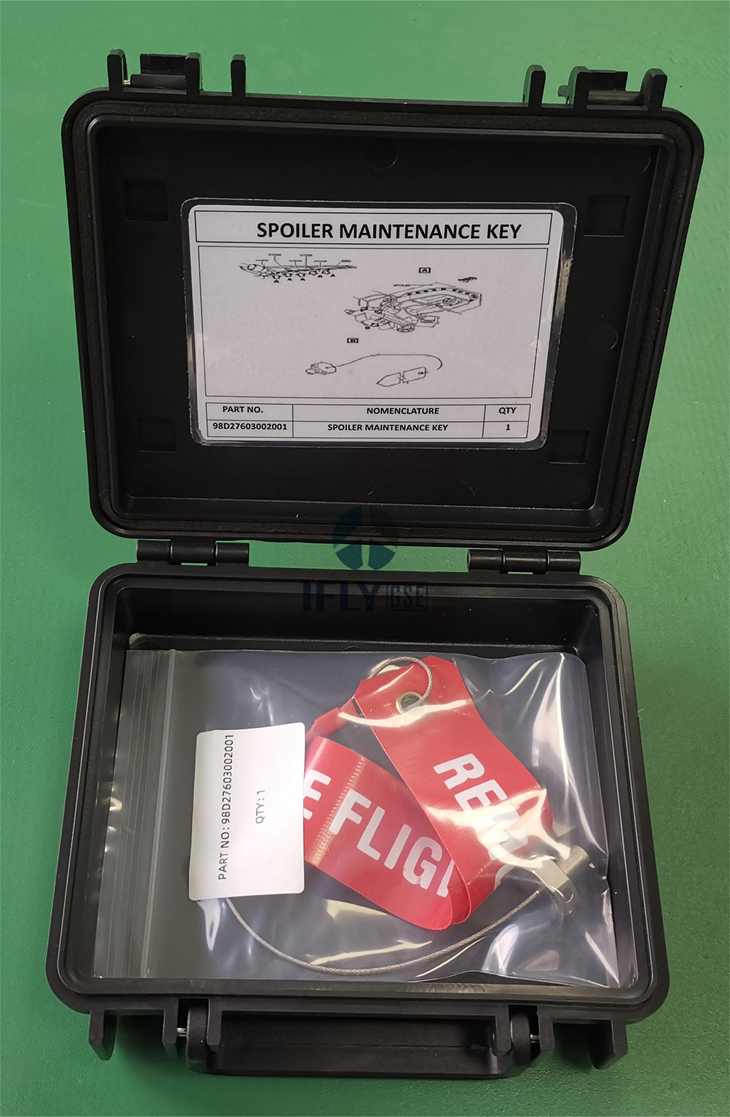 SPOILER MAINTENANCE KEY
A
B
PART NO. NOMENCLATURE QTY
98D27603002001 SPOILER MAINTENANCE KEY 1
IFLY GSE
PART NO: 98D27603002001
QTY: 1
REM
E FLIG